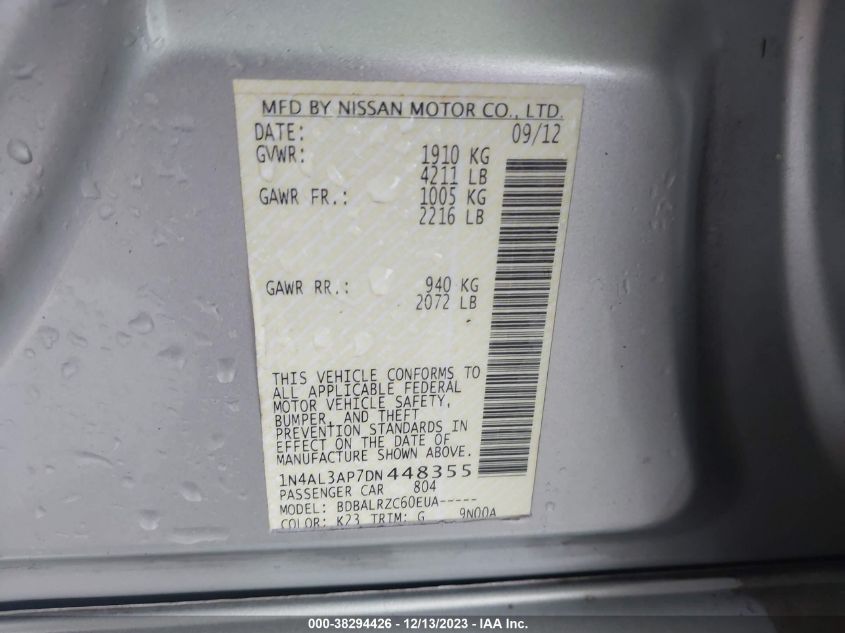 MFD BY NISSAN MOTOR CO., LTD.
DATE: 09/12
GVWR: 1910 KG
4211 LB
GAWR FR.: 1005 KG
2216 LB
GAWR RR.: 940 KG
2072 LB
THIS VEHICLE CONFORMS TO
ALL APPLICABLE FEDERAL
MOTOR VEHICLE SAFETY,
BUMPER, AND THEFT
PREVENTION STANDARDS IN
EFFECT ON THE DATE OF
MANUFACTURE SHOWN ABOVE.
1N4AL3AP7DN448355
PASSENGER CAR 804
MODEL: BDBALRZC60EUA-----
COLOR: K23 TRIM: G 9N00A
000-38294426 - 12/13/2023 - IAA Inc.